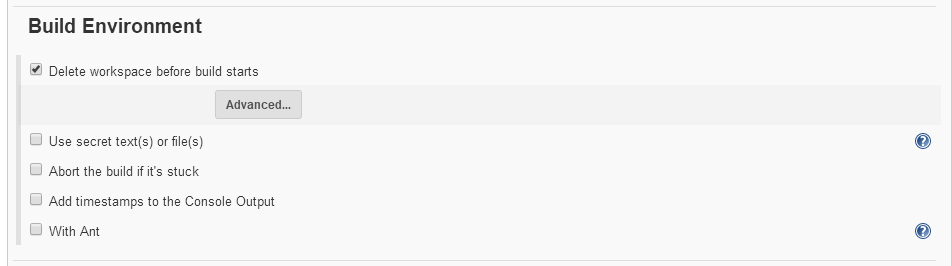 Build Environment
Delete workspace before build starts
Advanced...
Use secret text(s) or file(s)
?
Abort the build if it's stuck
Add timestamps to the Console Output
With Ant
?